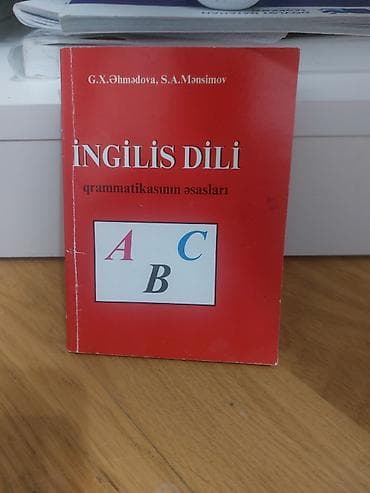 G.X.Əhmədova, S.A.Mənsimov
İNGİLİS DİLİ
qrammatikasının əsasları
A
C
B